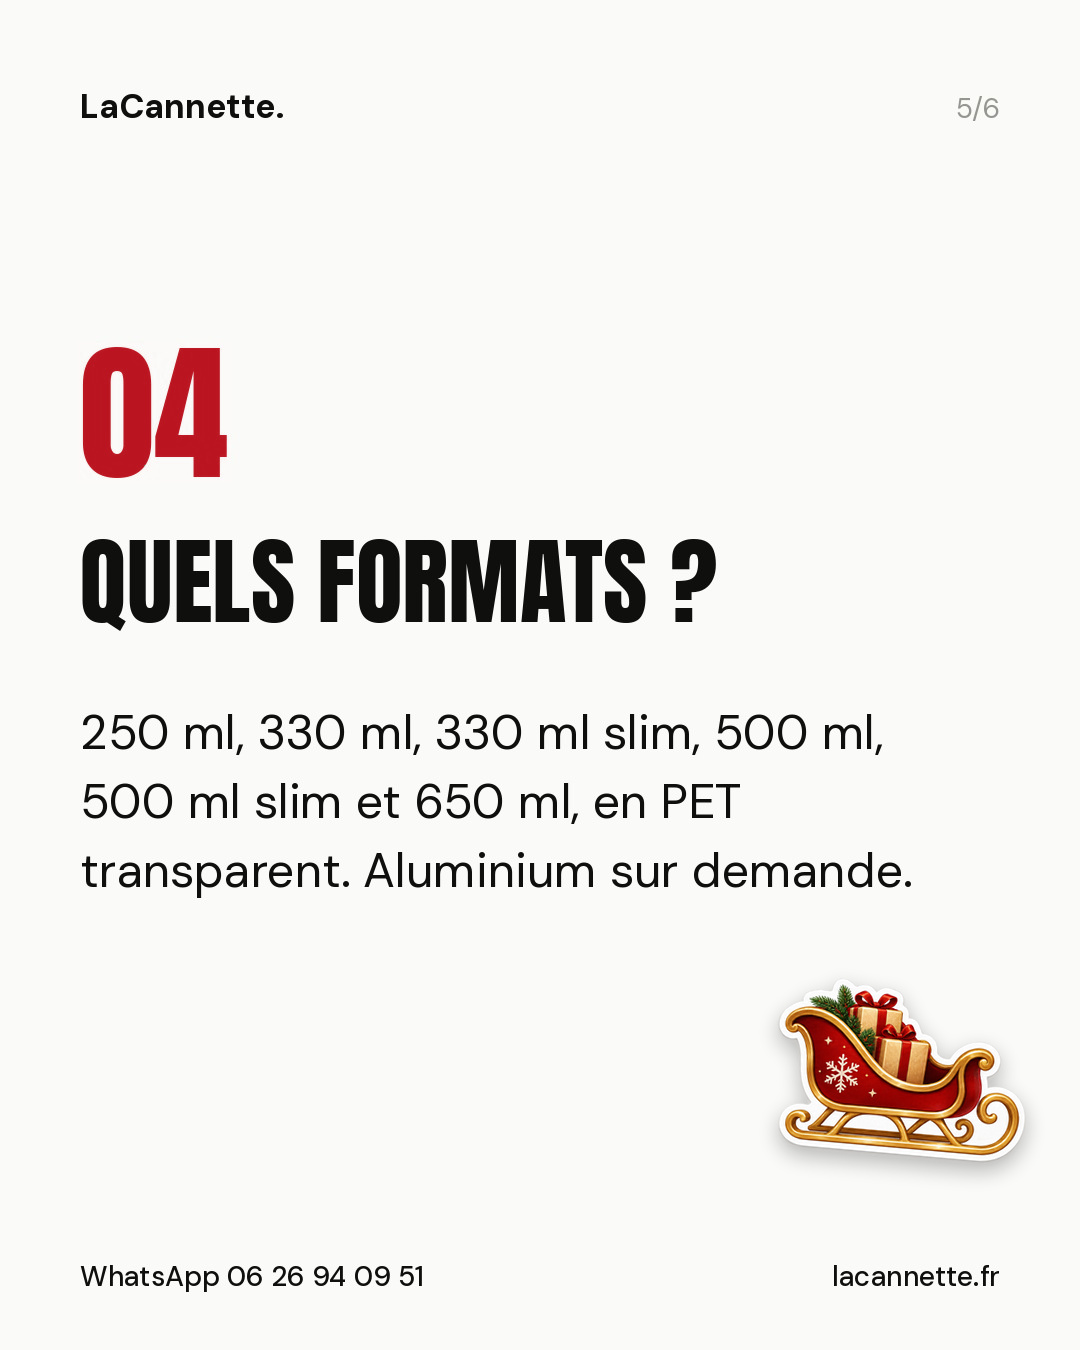 LaCannette.
5/6
04
QUELS FORMATS ?
250 ml, 330 ml, 330 ml slim, 500 ml,
500 ml slim et 650 ml, en PET
transparent. Aluminium sur demande.
WhatsApp 06 26 94 09 51
lacannette.fr